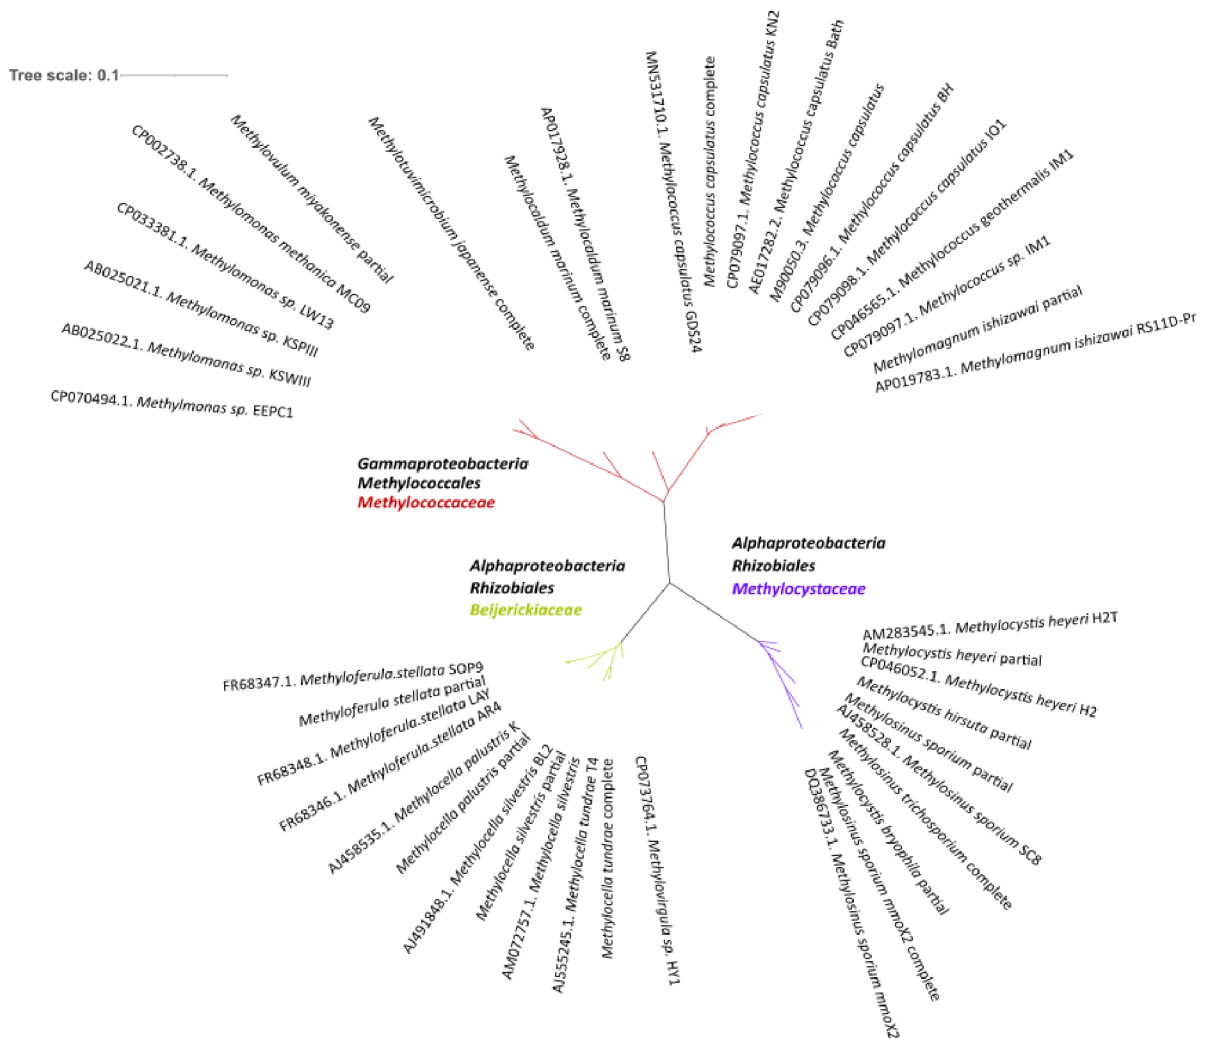 Tree scale: 0.1
CP002738.1. Methylomonas methanica MC09
Methylovulum miyakonense partial
Methylotuvimicrobium japanense complete
AP017928.1. Methylocaldum marinum S8
Methylocaldum marinum complete
MN531710.1. Methylococcus capsulatus GDS24
Methylococcus capsulatus complete
CP079097.1. Methylococcus capsulatus KN2
AE017282.2. Methylococcus capsulatus Bath
M90050.3. Methylococcus capsulatus
CP079096.1. Methylococcus capsulatus BH
CP079098.1. Methylococcus capsulatus IO1
CP046565.1. Methylococcus geothermalis IM1
CP079097.1. Methylococcus sp. IM1
Methylomagnum ishizawai partial
AP019783.1. Methylomagnum ishizawai RS11D-Pr
CP033381.1. Methylomonas sp. LW13
AB025021.1. Methylomonas sp. KSPIII
AB025022.1. Methylomonas sp. KSWIII
CP070494.1. Methylmonas sp. EEPC1
Gammaproteobacteria
Methylococcales
Methylococcaceae
Alphaproteobacteria
Rhizobiales
Methylocystaceae
Alphaproteobacteria
Rhizobiales
Beijerickiaceae
AM283545.1. Methylocystis heyeri H2T
Methylocystis heyeri partial
CP046052.1. Methylocystis heyeri H2
Methylocystis hirsuta partial
Methylosinus sporium partial
AJ458528.1. Methylosinus sporium SC8
Methylosinus trichosporium complete
Methylocystis bryophila partial
Methylosinus sporium mmoX2 complete
DQ386733.1. Methylosinus sporium mmoX2
FR68347.1. Methyloferula.stellata SOP9
Methyloferula stellata partial
FR68348.1. Methyloferula.stellata LAY
FR68346.1. Methyloferula.stellata AR4
AJ458535.1. Methylocella palustris K
Methylocella palustris partial
AJ491848.1. Methylocella silvestris BL2
Methylocella silvestris partial
AM072757.1. Methylocella silvestris
AJ555245.1. Methylocella tundrae T4
Methylocella tundrae complete
CP073764.1. Methylovirgula sp. HY1